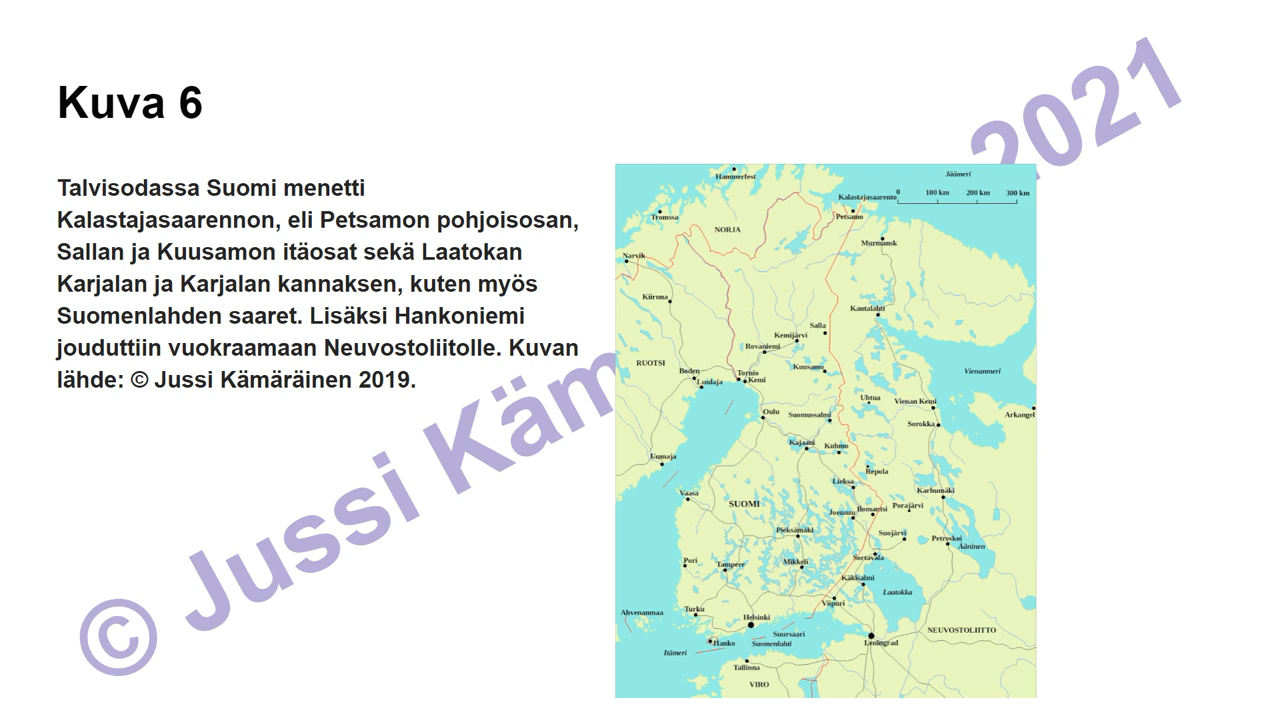 Kuva 6
Talvisodassa Suomi menetti
Kalastajasaarennon, eli Petsamon pohjoisosan,
Sallan ja Kuusamon itäosat sekä Laatokan
Karjalan ja Karjalan kannaksen, kuten myös
Suomenlahden saaret. Lisäksi Hankoniemi
jouduttiin vuokraamaan Neuvostoliitolle. Kuvan
lähde: © Jussi Kämäräinen 2019.
© Jussi Käm
2021
Jäämeri
Hammerfest
0 100 km 200 km 300 km
Kalastajasaarento
Tromssa
Petsamo
NORJA
Murmansk
Narvik
Kiiruna
Kantalahti
Salla
Kemijärvi
Rovaniemi
RUOTSI
Kuusamo
Boden
Tornio
Vienanmeri
Luulaja
Kemi
Uhtua
Vienan Kemi
Oulu
Suomussalmi
Arkangel
Sorokka
Kajaani
Kuhmo
Uumaja
Repola
Lieksa
Vaasa
Karhumäki
SUOMI
Porajärvi
Joensuu
Ilomantsi
Pieksämäki
Suojärvi
Petroskoi
Ääninen
Sortavala
Pori
Tampere
Mikkeli
Käkisalmi
Laatokka
Viipuri
Ahvenanmaa
Turku
Helsinki
NEUVOSTOLIITTO
Suursaari
Hanko
Suomenlahti
Leningrad
Itämeri
Tallinna
VIRO